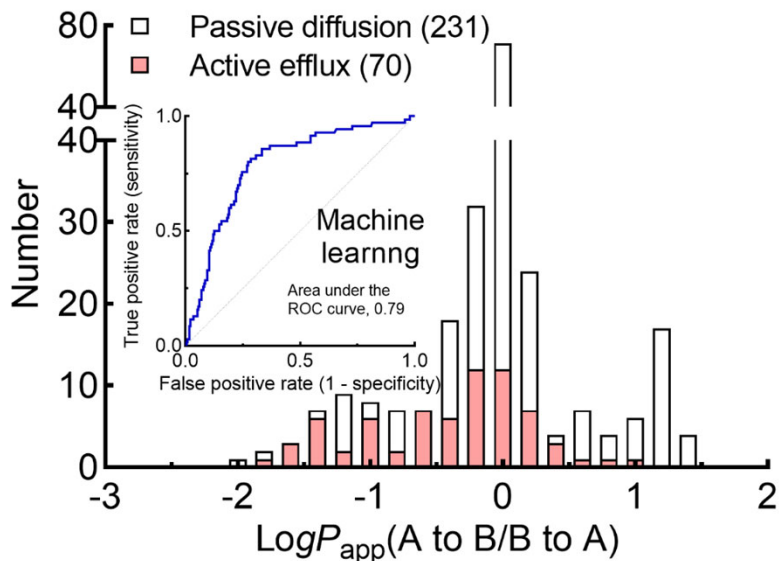 80
Passive diffusion (231)
Active efflux (70)
40
40
30
20
10
0
Number
1.0
0.5
0.0
True positive rate (sensitivity)
Machine
learnng
Area under the
ROC curve, 0.79
0.0 0.5 1.0
False positive rate (1 - specificity)
-3 -2 -1 0 1 2
LogPapp(A to B/B to A)